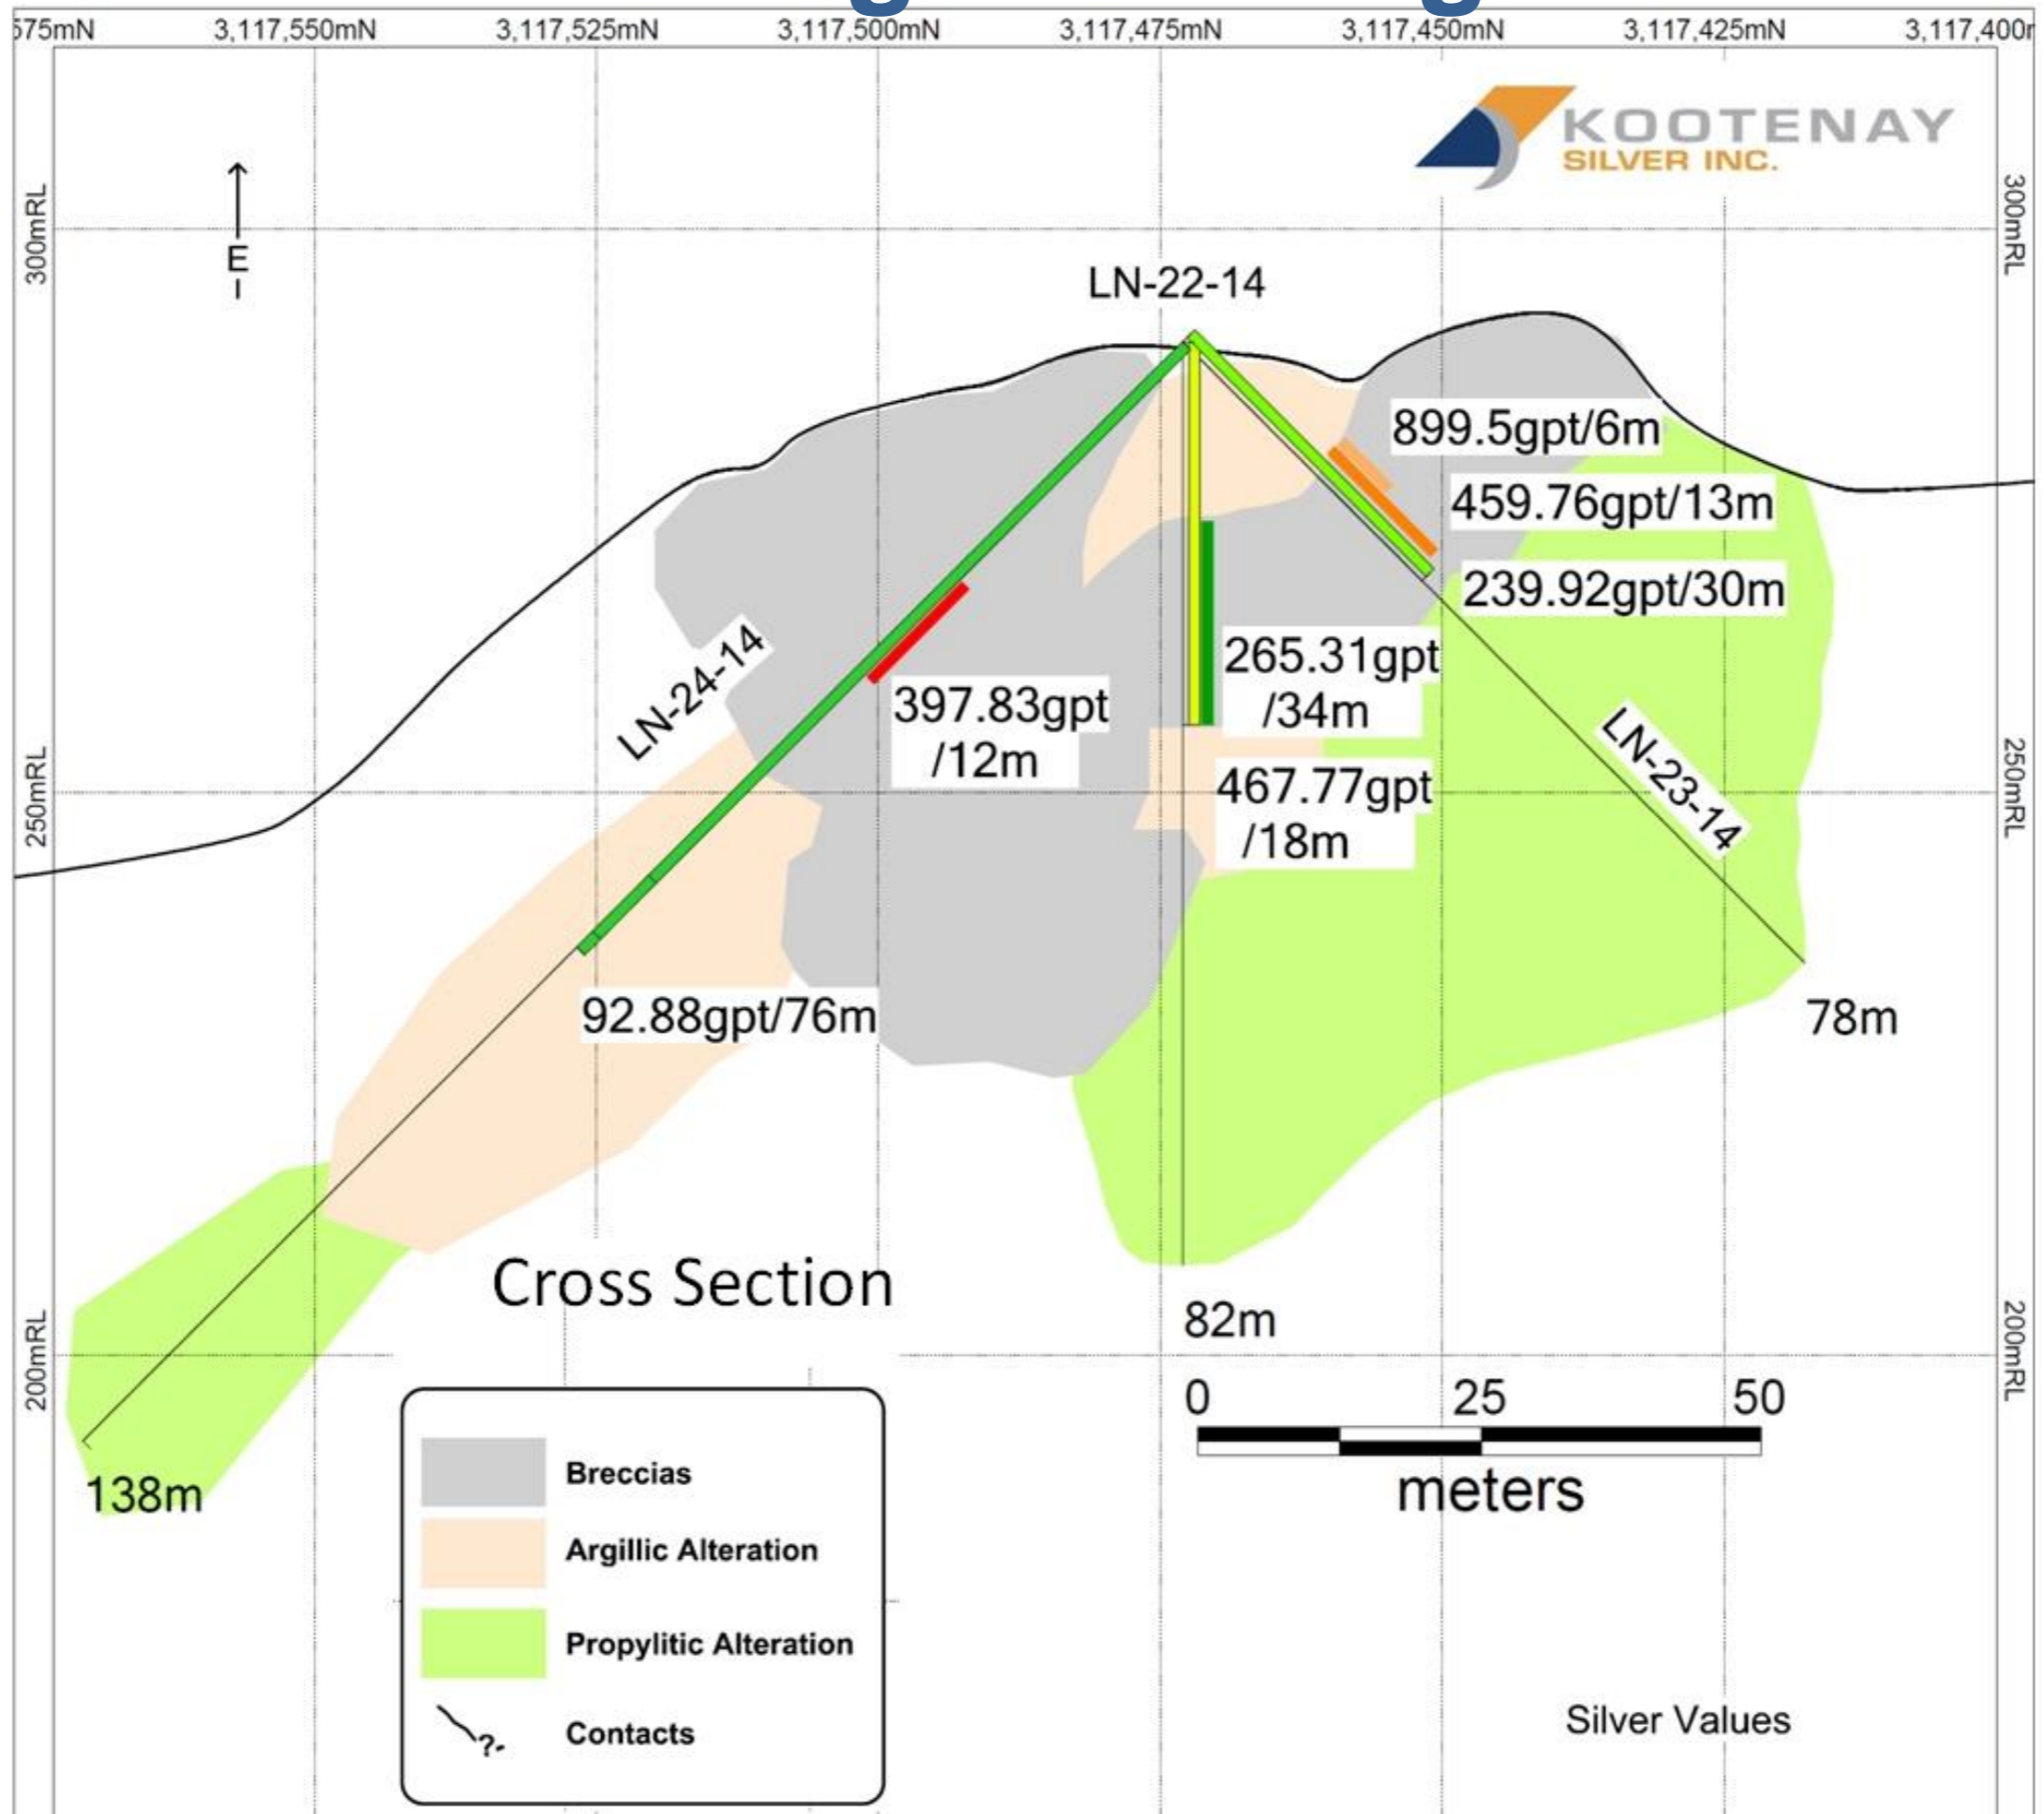 575mN 3,117,550mN 3,117,525mN 3,117,500mN 3,117,475mN 3,117,450mN 3,117,425mN 3,117,400m
KOOTENAY
SILVER INC.
300mRL
300mRL
E
LN-22-14
899.5gpt/6m
459.76gpt/13m
239.92gpt/30m
LN-24-14
265.31gpt
/34m
397.83gpt
/12m
LN-23-14
250mRL
250mRL
467.77gpt
/18m
92.88gpt/76m
78m
Cross Section
82m
200mRL
200mRL
0 25 50
meters
138m
Breccias
Argillic Alteration
Propylitic Alteration
?-
Contacts
Silver Values